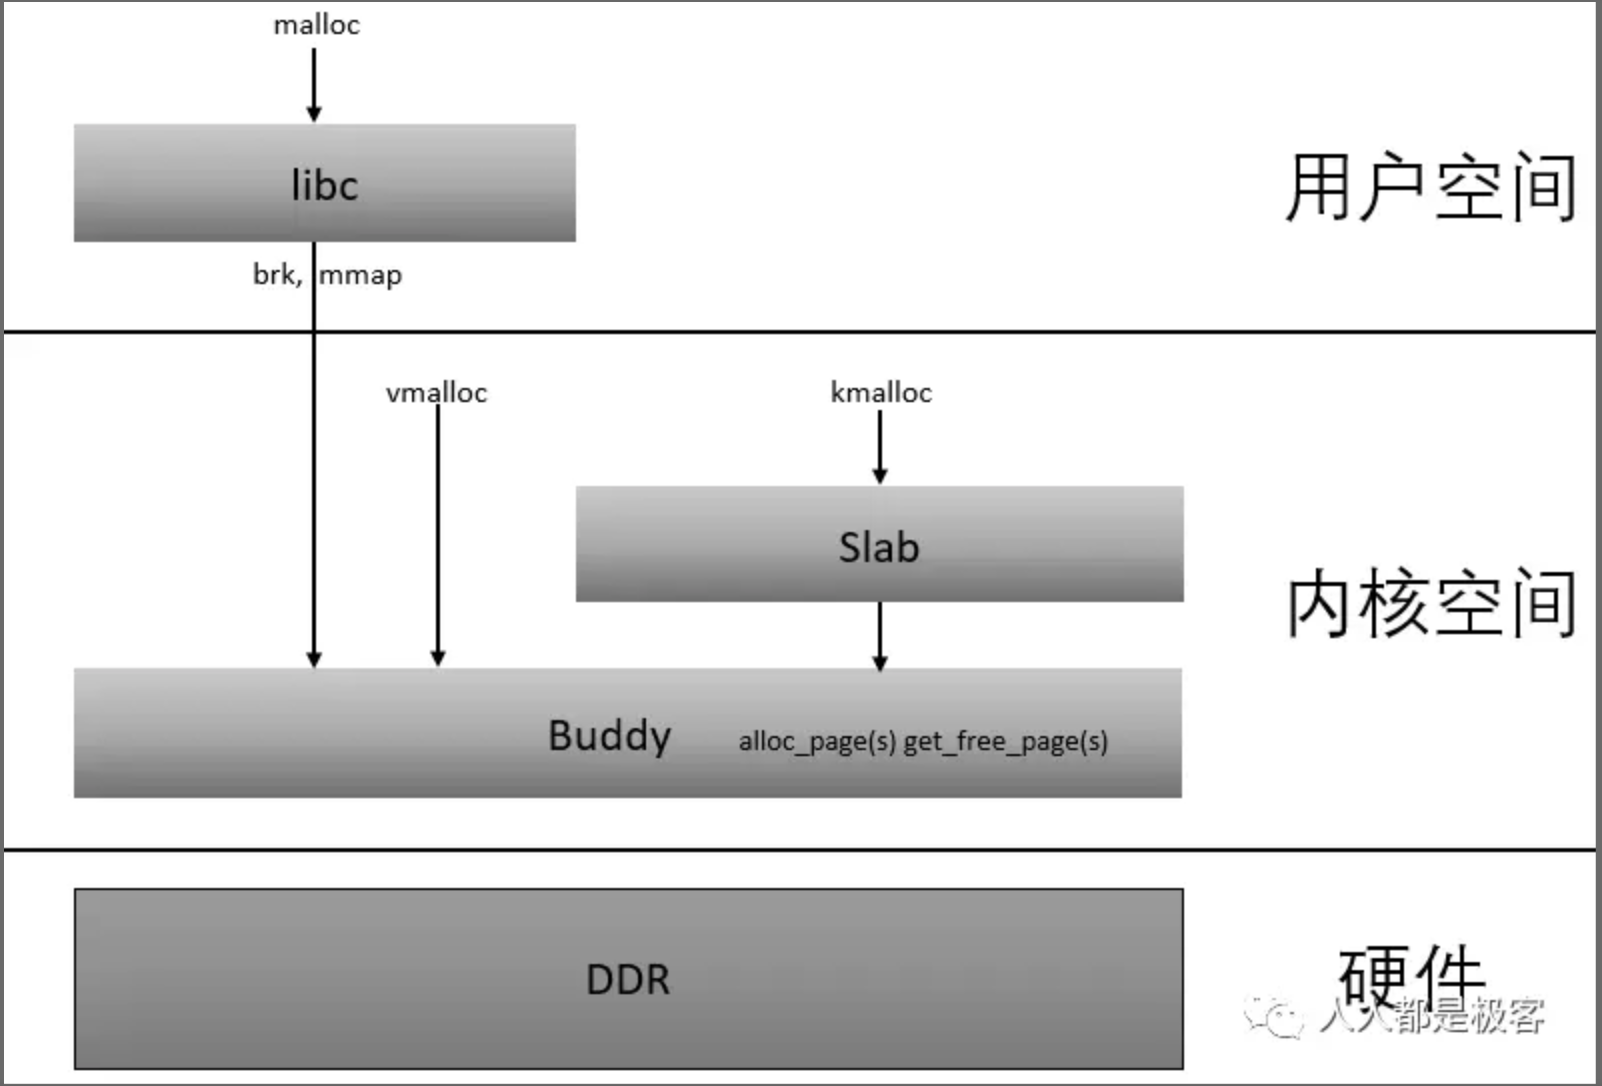 malloc
libc
用户空间
brk, mmap
vmalloc
kmalloc
Slab
内核空间
Buddy
alloc_page(s) get_free_page(s)
DDR
硬件
人人都是极客